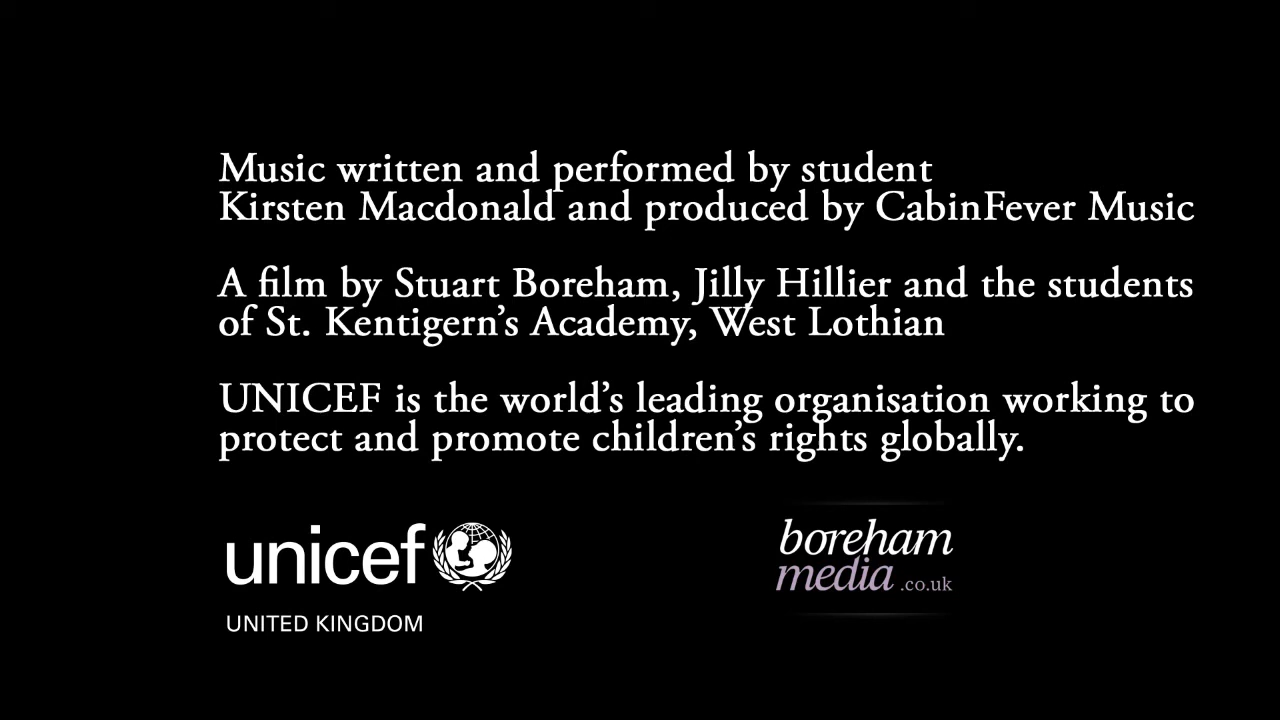 Music written and performed by student
Kirsten Macdonald and produced by CabinFever Music
A film by Stuart Boreham, Jilly Hillier and the students
of St. Kentigern’s Academy, West Lothian
UNICEF is the world’s leading organisation working to
protect and promote children’s rights globally.
unicef
UNITED KINGDOM
boreham
media.co.uk